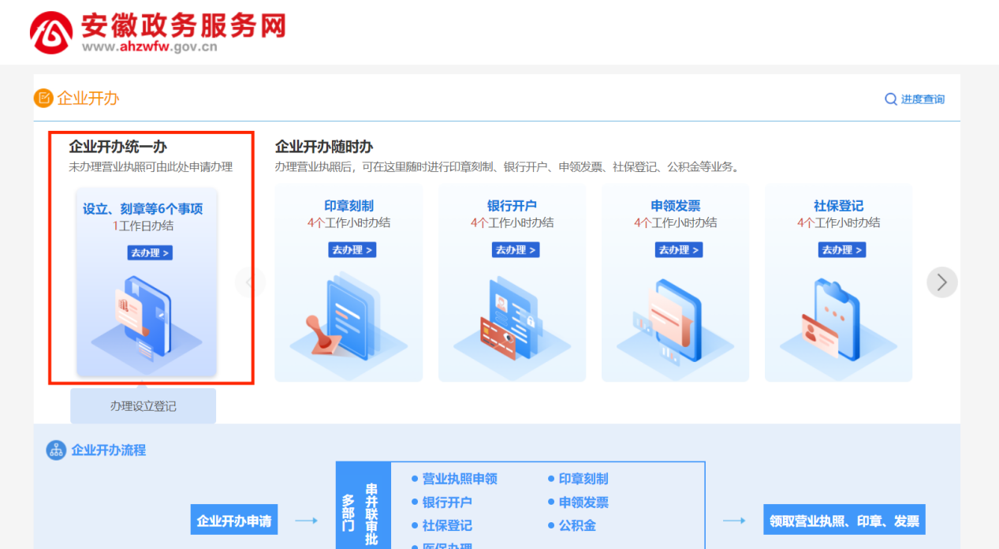 安徽政务服务网
www.ahzwfw.gov.cn
企业开办
进度查询
企业开办统一办
未办理营业执照可由此处申请办理
设立、刻章等6个事项
1工作日办结
去办理 >
办理设立登记
企业开办随时办
办理营业执照后，可在这里随时进行印章刻制、银行开户、申领发票、社保登记、公积金等业务。
印章刻制
4个工作小时办结
去办理 >
银行开户
4个工作小时办结
去办理 >
申领发票
4个工作小时办结
去办理 >
社保登记
4个工作小时办结
去办理 >
企业开办流程
企业开办申请
多部门
串并联审批
营业执照申领
印章刻制
银行开户
申领发票
社保登记
公积金
医保办理
领取营业执照、印章、发票